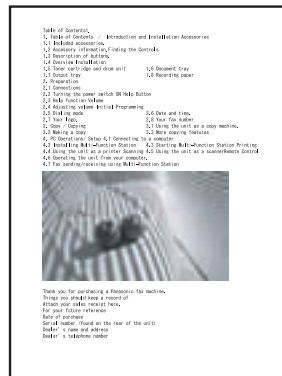 Table of Contents1.
1. Table of Contents / Introduction and Installation Accessories
1.1 Included accessories.
1.2 Accessory information,Finding the Controls
1.3 Description of buttons,
1.4 Overview Installation
1.5 Toner cartridge and drum unit 1.6 Document tray
1.7 Output tray 1.8 Recording paper
2. Preparation
2.1 Connections
2.2 Turning the power switch ON Help Button
2.3 Help function Volume
2.4 Adjusting volume Initial Programming
2.5 Dialing mode 2.6 Date and time.
2.7 Your logo, 2.8 Your fax number
3. Copy / Copying 3.1 Using the unit as a copy machine,
3.2 Making a copy 3.3 More copying features
4. PC Operations/ Setup 4.1 Connecting to a computer
4.2 Installing Multi-Function Station 4.3 Starting Multi-Function Station Printing
4.4 Using the unit as a printer Scanning 4.5 Using the unit as a scannerRemote Control
4.6 Operating the unit from your computer.
4.7 Fax sending/receiving using Multi-Function Station
Thank you for purchasing a Panasonic fax machine.
Things you should keep a record of
Attach your sales receipt here.
For your future reference
Date of purchase
Serial number (found on the rear of the unit)
Dealer's name and address
Dealer's telephone number